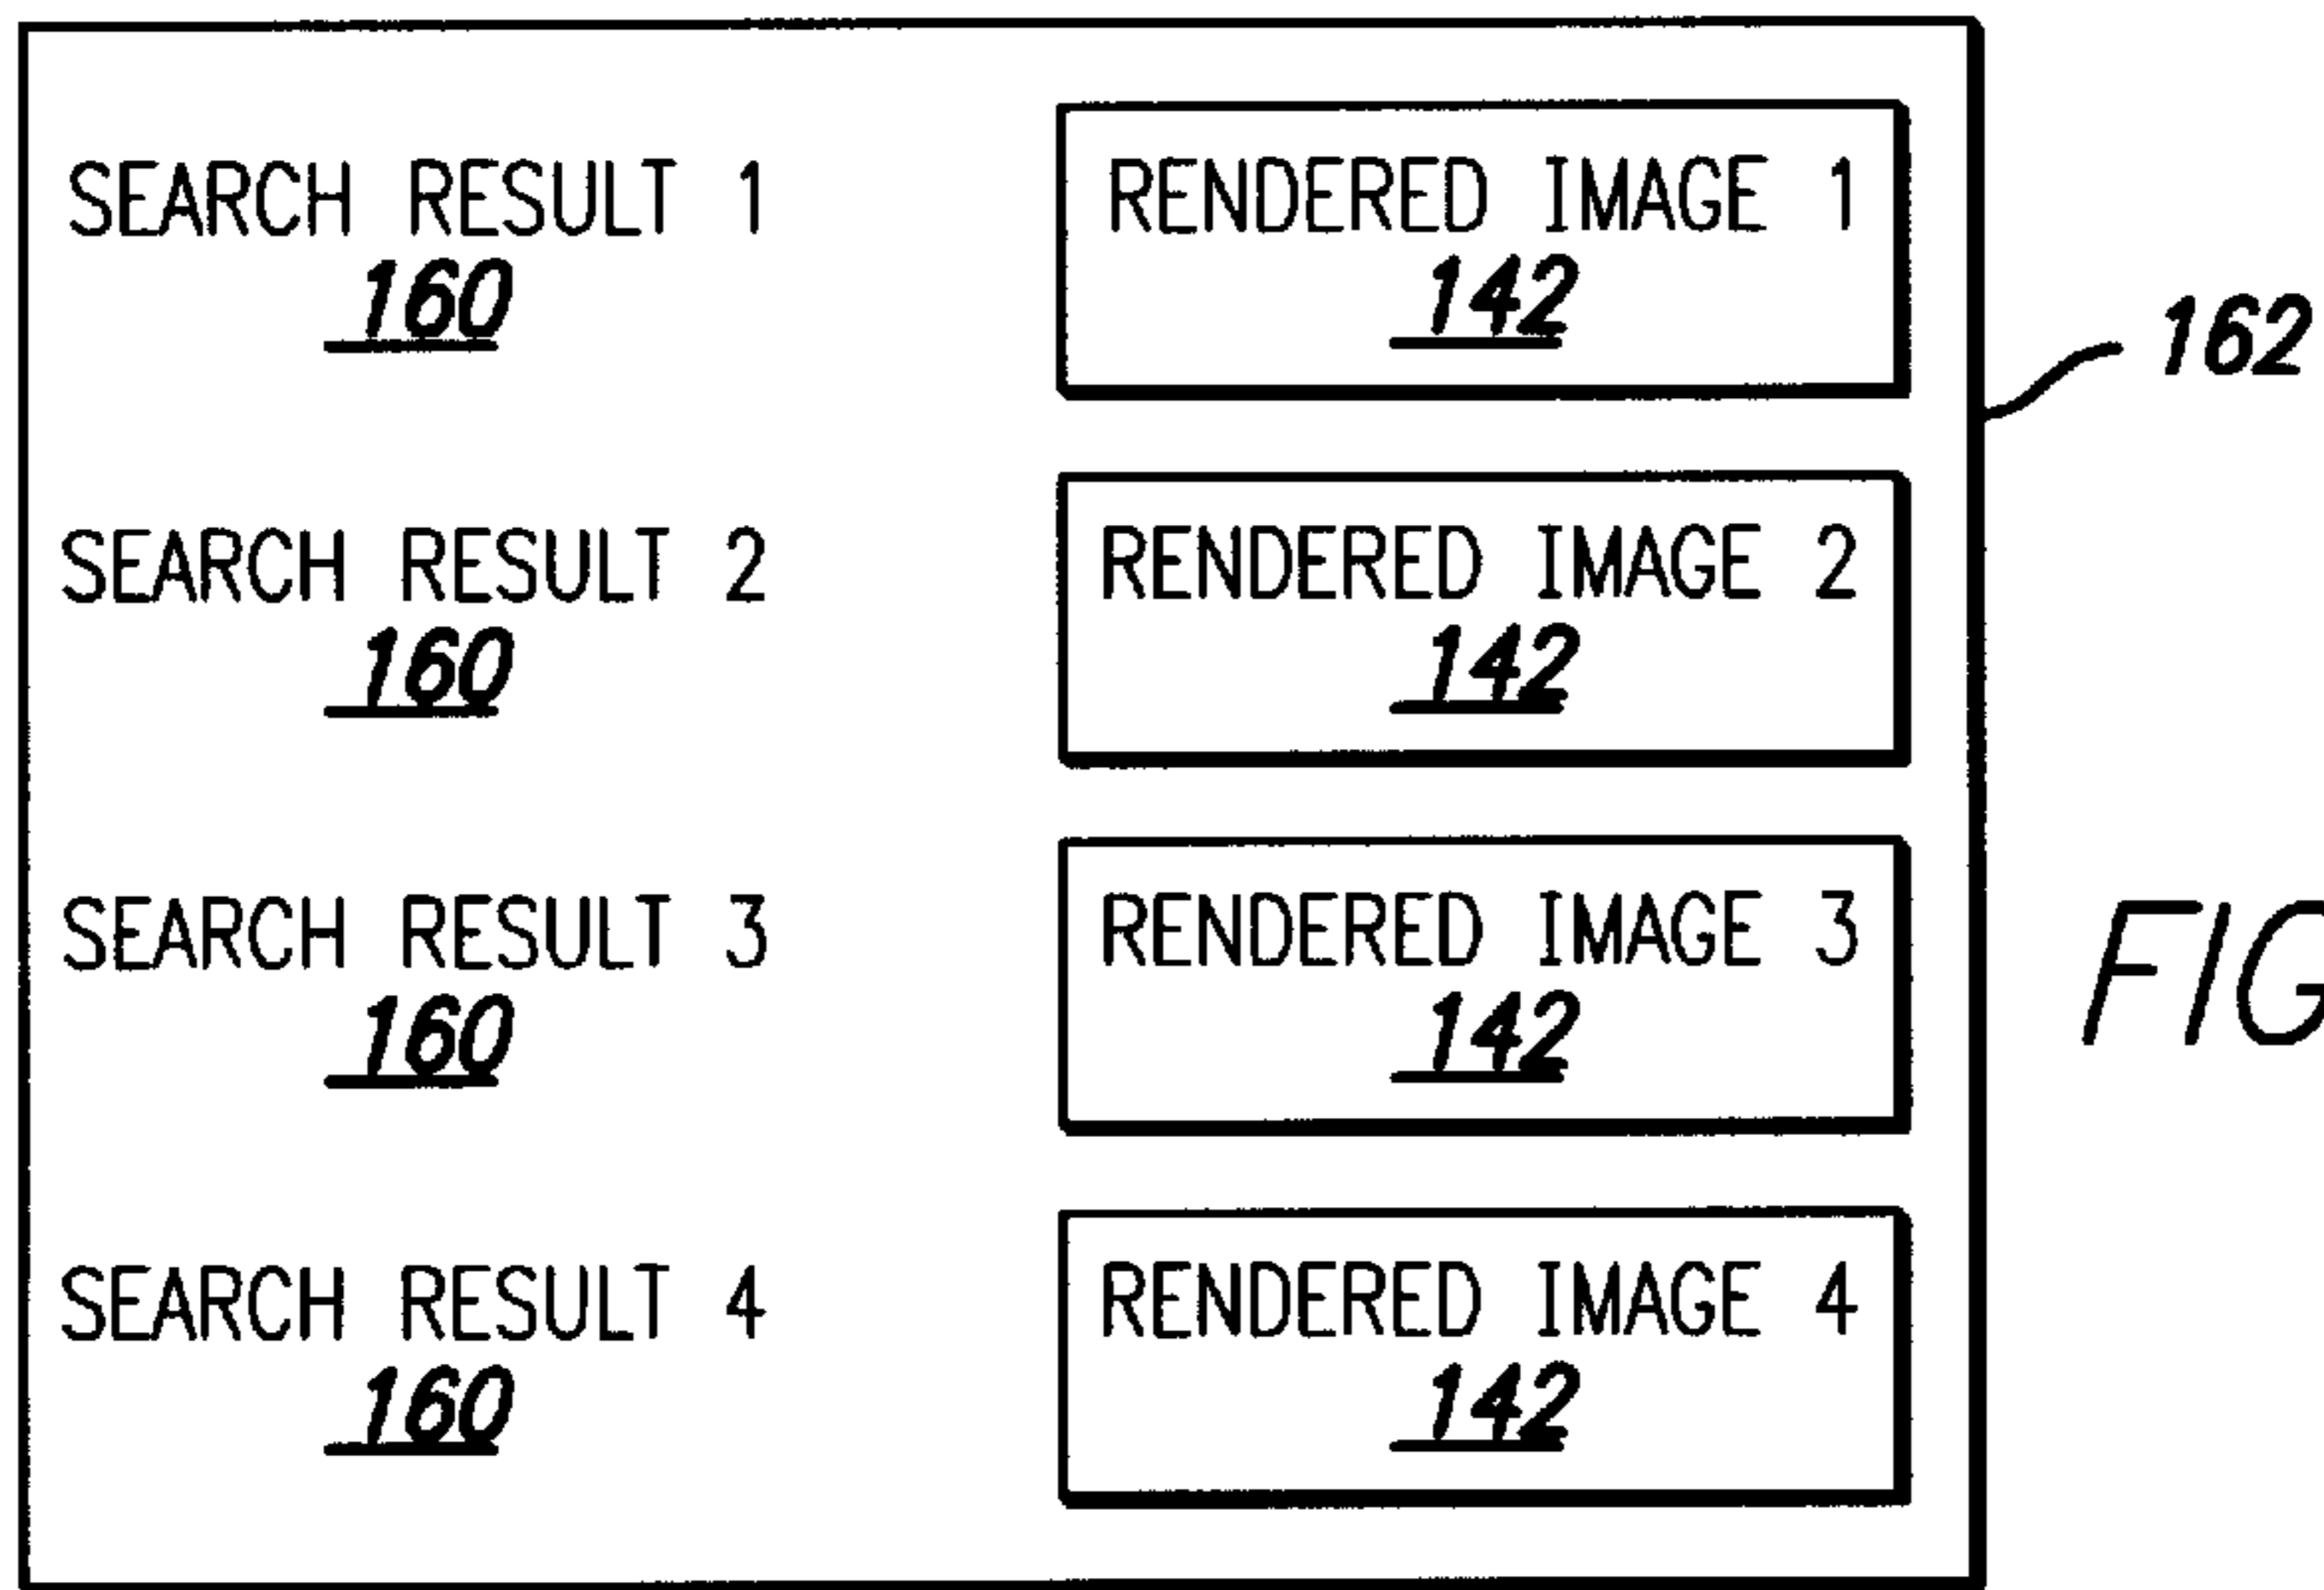 SEARCH RESULT 1 RENDERED IMAGE 1
160 142
162
SEARCH RESULT 2 RENDERED IMAGE 2
160 142
SEARCH RESULT 3 RENDERED IMAGE 3
160 142
FIG
SEARCH RESULT 4 RENDERED IMAGE 4
160 142